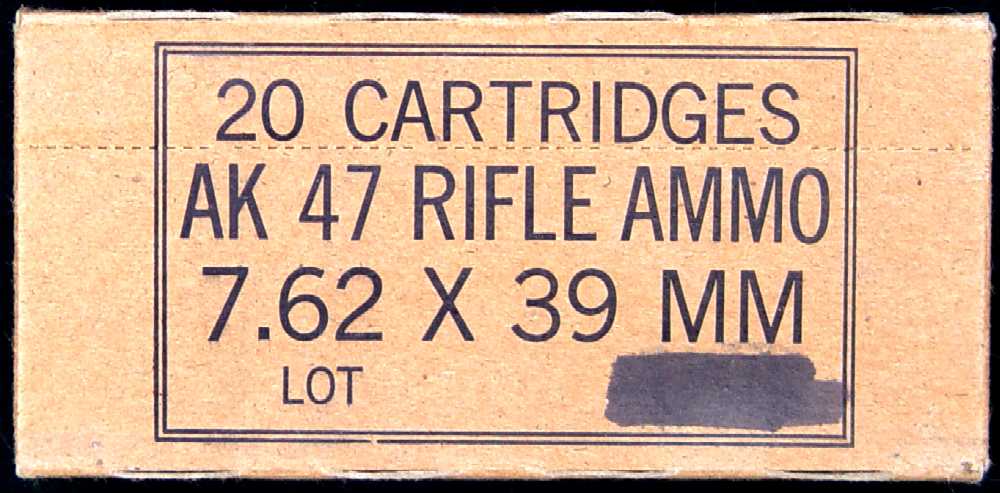 20 CARTRIDGES
AK 47 RIFLE AMMO
7.62 X 39 MM
LOT